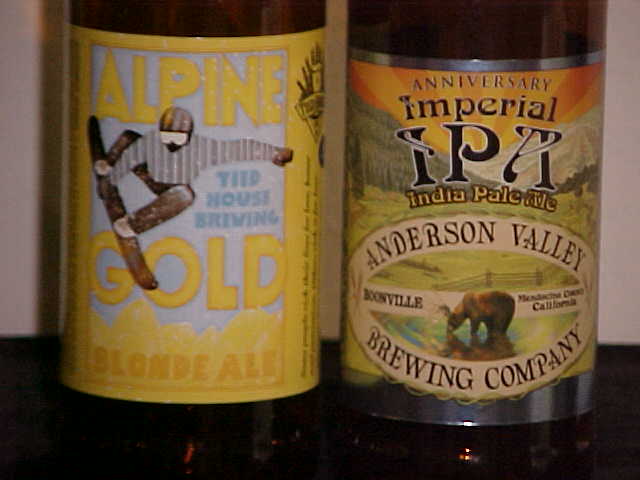 ALPINE
TIED
HOUSE
BREWING
GOLD
BLONDE ALE
ANNIVERSARY
Imperial
IPA
India Pale Ale
ANDERSON VALLEY
BOONVILLE
Mendocino County
California
BREWING COMPANY